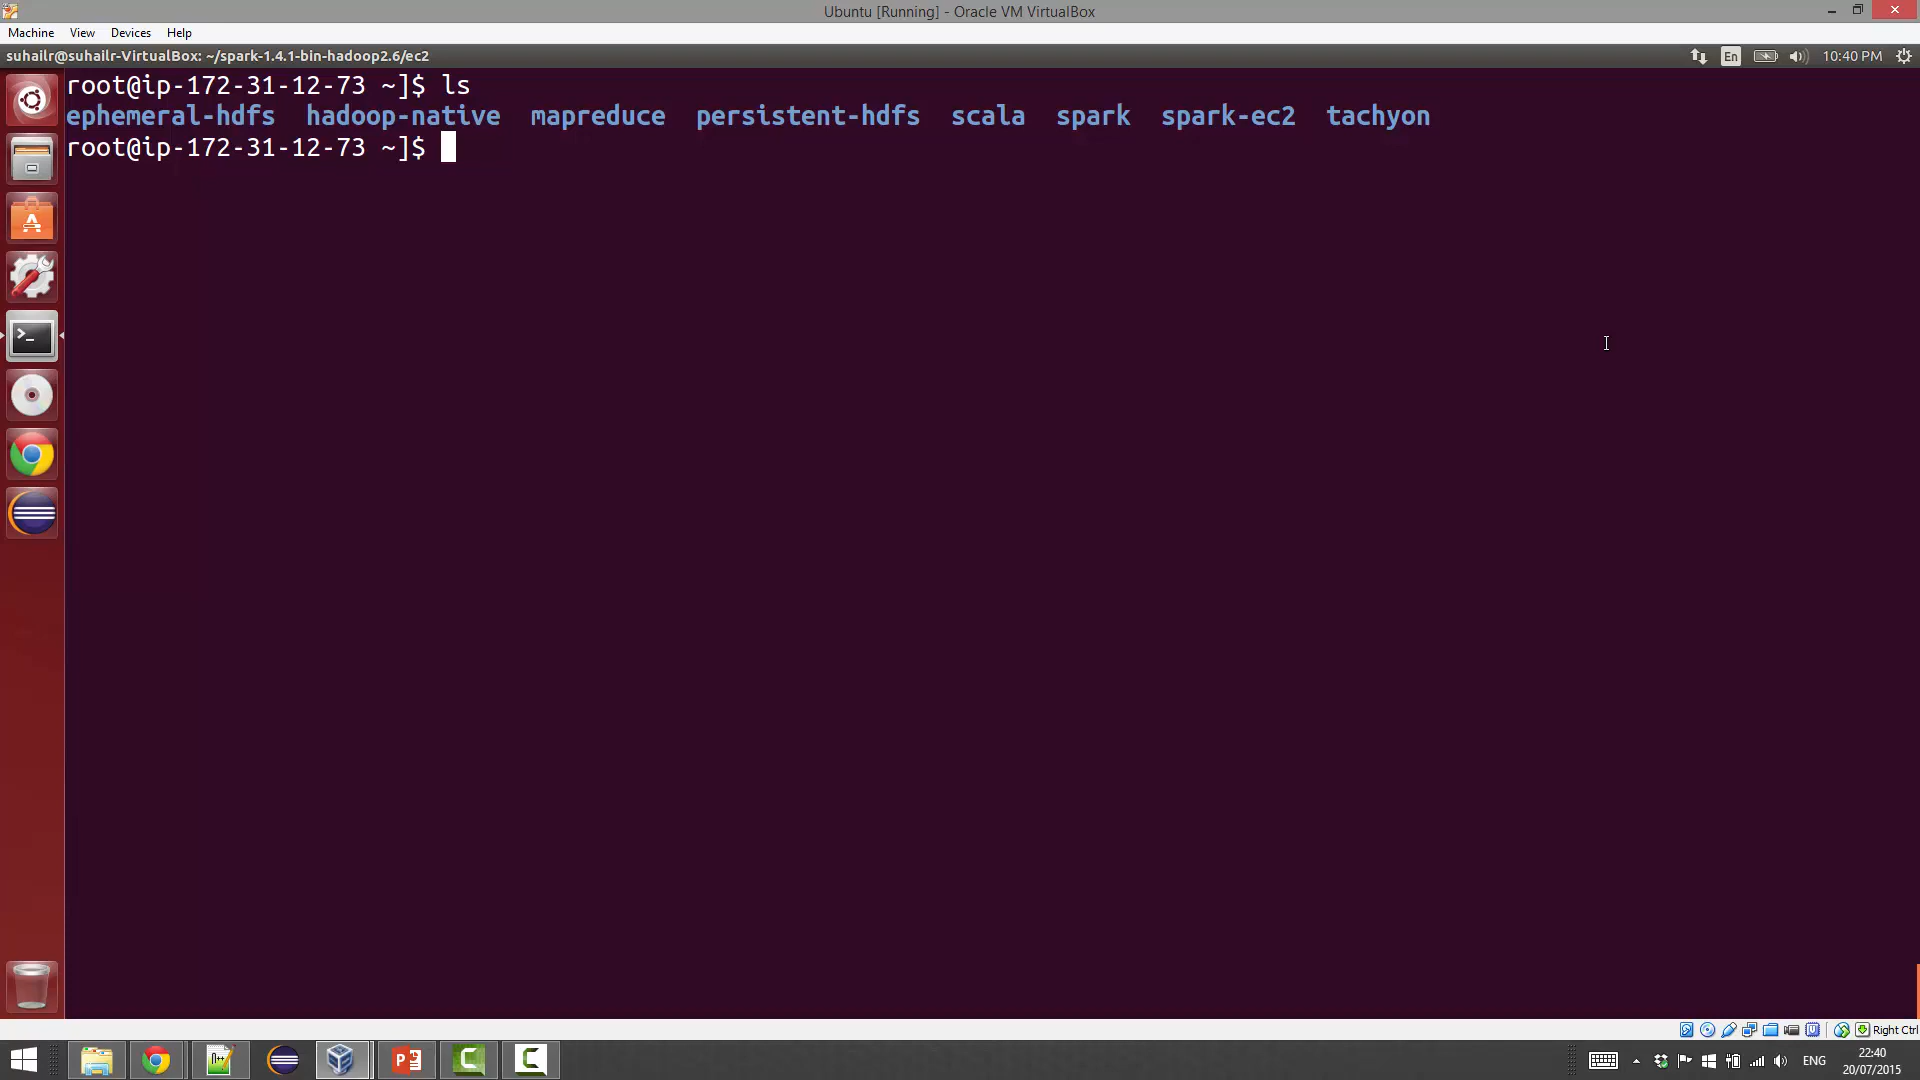 Ubuntu [Running] - Oracle VM VirtualBox
Machine View Devices Help
suhailr@suhailr-VirtualBox: ~/spark-1.4.1-bin-hadoop2.6/ec2
En 10:40 PM
root@ip-172-31-12-73 ~]$ ls
ephemeral-hdfs hadoop-native mapreduce persistent-hdfs scala spark spark-ec2 tachyon
root@ip-172-31-12-73 ~]$
Right Ctrl
ENG
22:40
20/07/2015